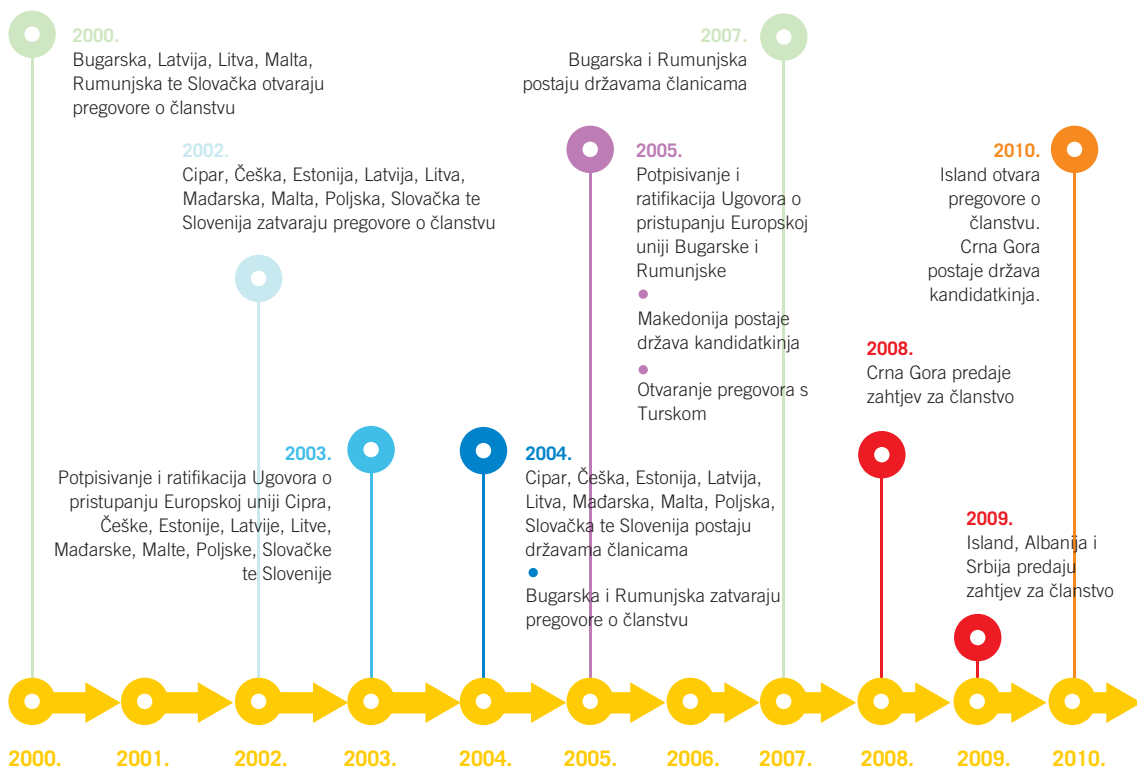 2000.
Bugarska, Latvija, Litva, Malta,
Rumunjska te Slovačka otvaraju
pregovore o članstvu
2002.
Cipar, Češka, Estonija, Latvija, Litva,
Mađarska, Malta, Poljska, Slovačka te
Slovenija zatvaraju pregovore o članstvu
2003.
Potpisivanje i ratifikacija Ugovora o
pristupanju Europskoj uniji Cipra,
Češke, Estonije, Latvije, Litve,
Mađarske, Malte, Poljske, Slovačke
te Slovenije
2004.
Cipar, Češka, Estonija, Latvija,
Litva, Mađarska, Malta, Poljska,
Slovačka te Slovenija postaju
državama članicama
Bugarska i Rumunjska zatvaraju
pregovore o članstvu
2005.
Potpisivanje i
ratifikacija Ugovora o
pristupanju Europskoj
uniji Bugarske i
Rumunjske
Makedonija postaje
država kandidatkinja
Otvaranje pregovora s
Turskom
2007.
Bugarska i Rumunjska
postaju državama članicama
2008.
Crna Gora predaje
zahtjev za članstvo
2009.
Island, Albanija i
Srbija predaju
zahtjev za članstvo
2010.
Island otvara
pregovore o
članstvu.
Crna Gora
postaje država
kandidatkinja.
2000. 2001. 2002. 2003. 2004. 2005. 2006. 2007. 2008. 2009. 2010.